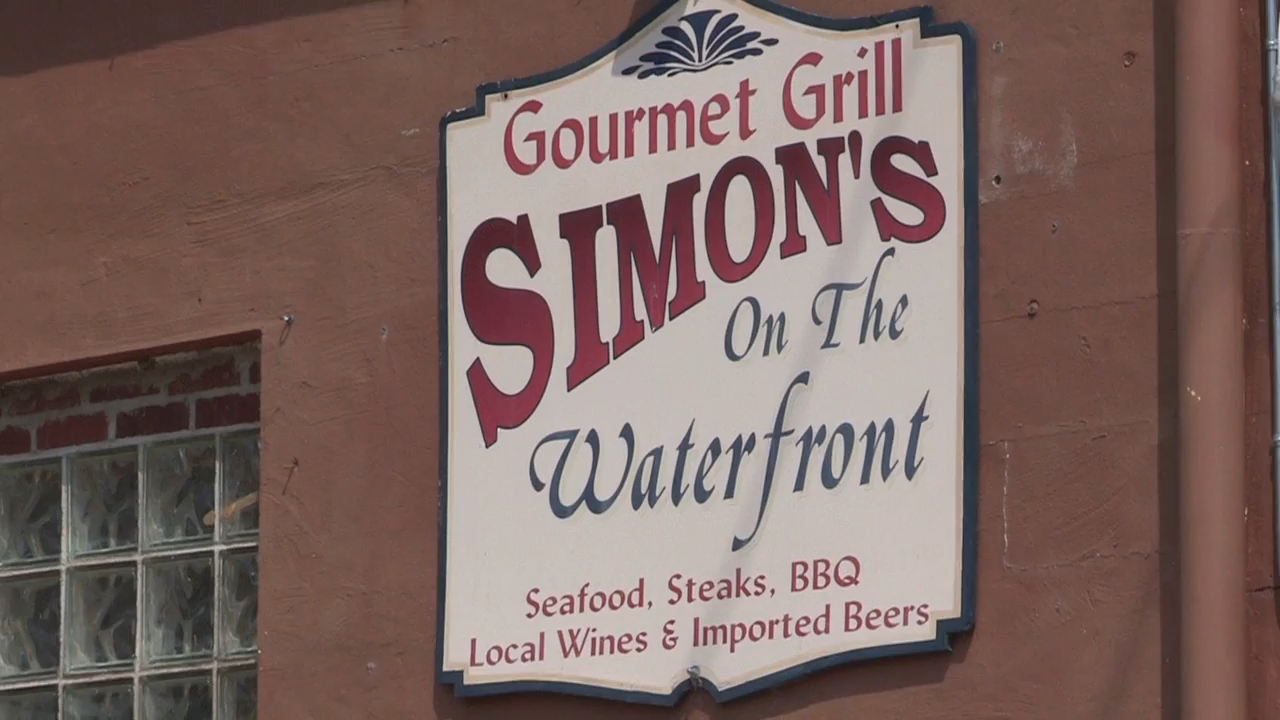 Gourmet Grill
SIMON'S
On The
Waterfront
Seafood, Steaks, BBQ
Local Wines & Imported Beers